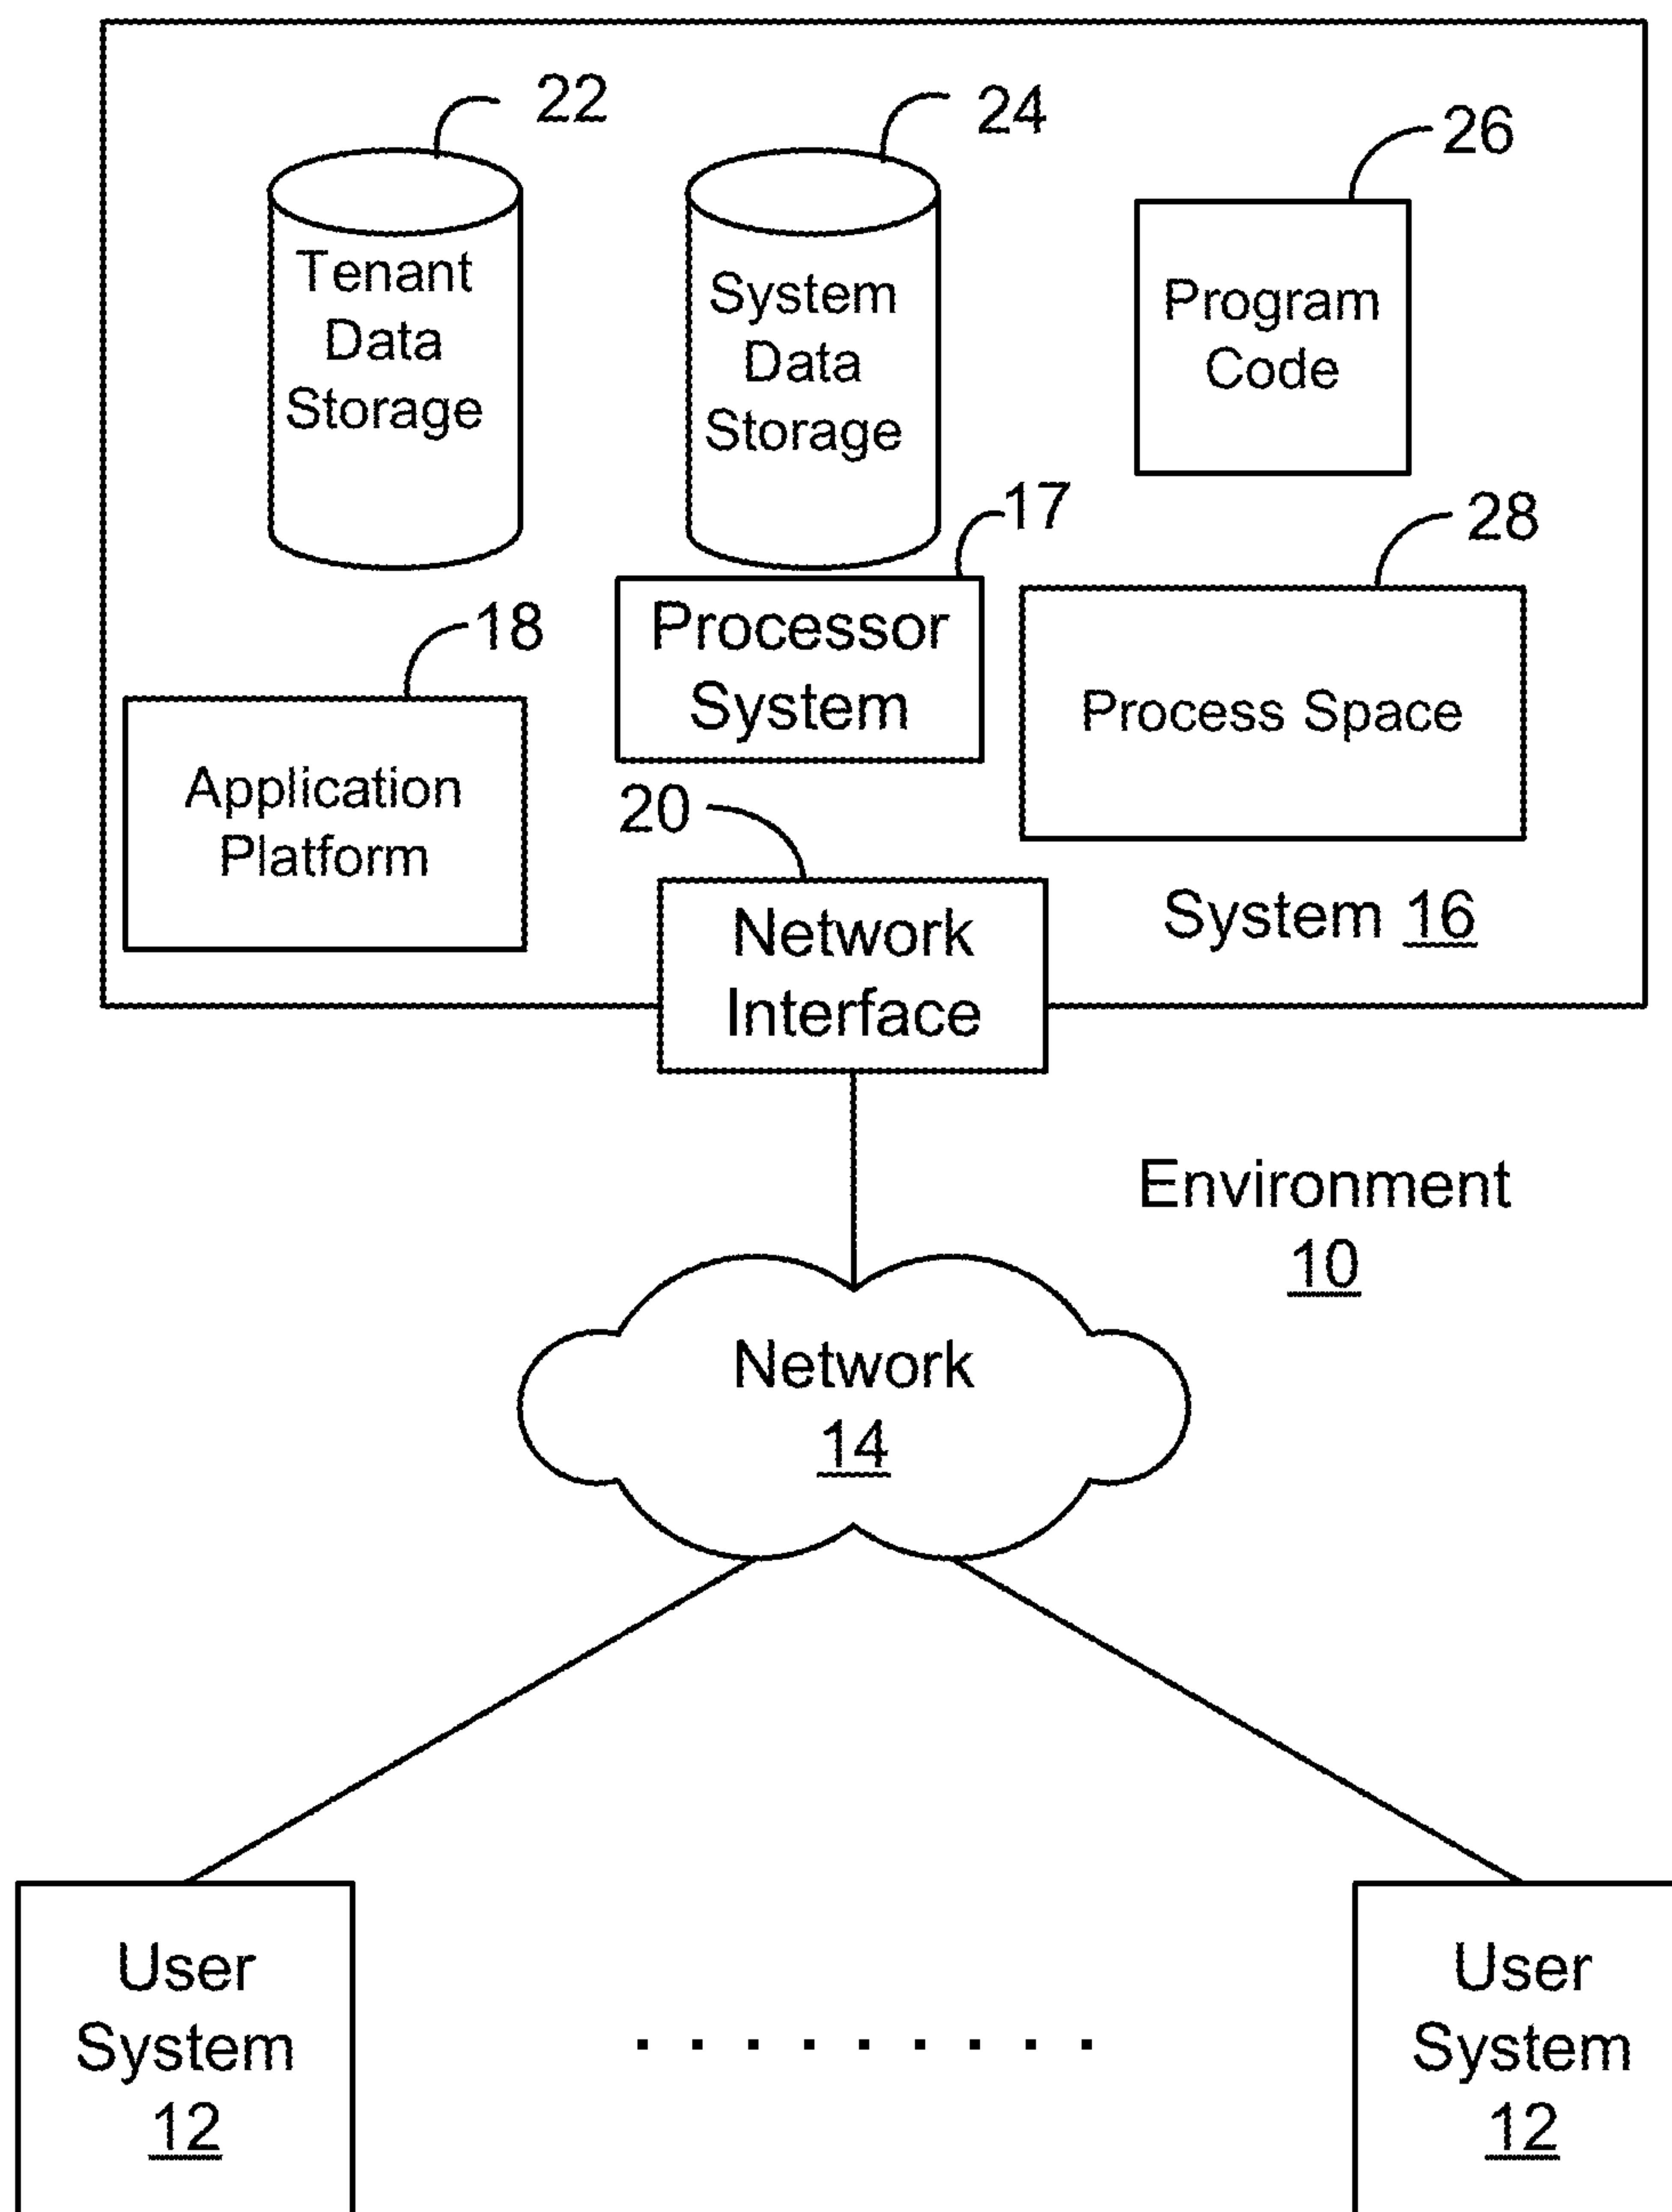 22
24
26
Tenant
Data
Storage
System
Data
Storage
Program
Code
17
28
18
Processor
System
Process Space
Application
Platform
20
Network
Interface
System 16
Environment
10
Network
14
User
System
12
User
System
12